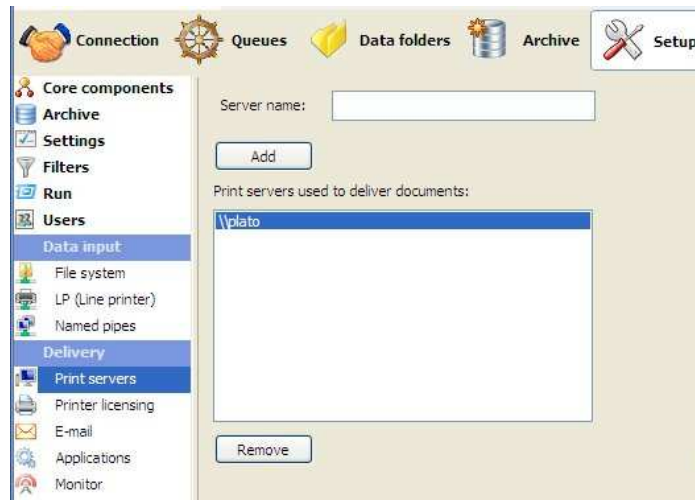 Connection
Queues
Data folders
Archive
Setup
Core components
Archive
Settings
Filters
Run
Users
Data input
File system
LP (Line printer)
Named pipes
Delivery
Print servers
Printer licensing
E-mail
Applications
Monitor
Server name:
Add
Print servers used to deliver documents:
\\plato
Remove